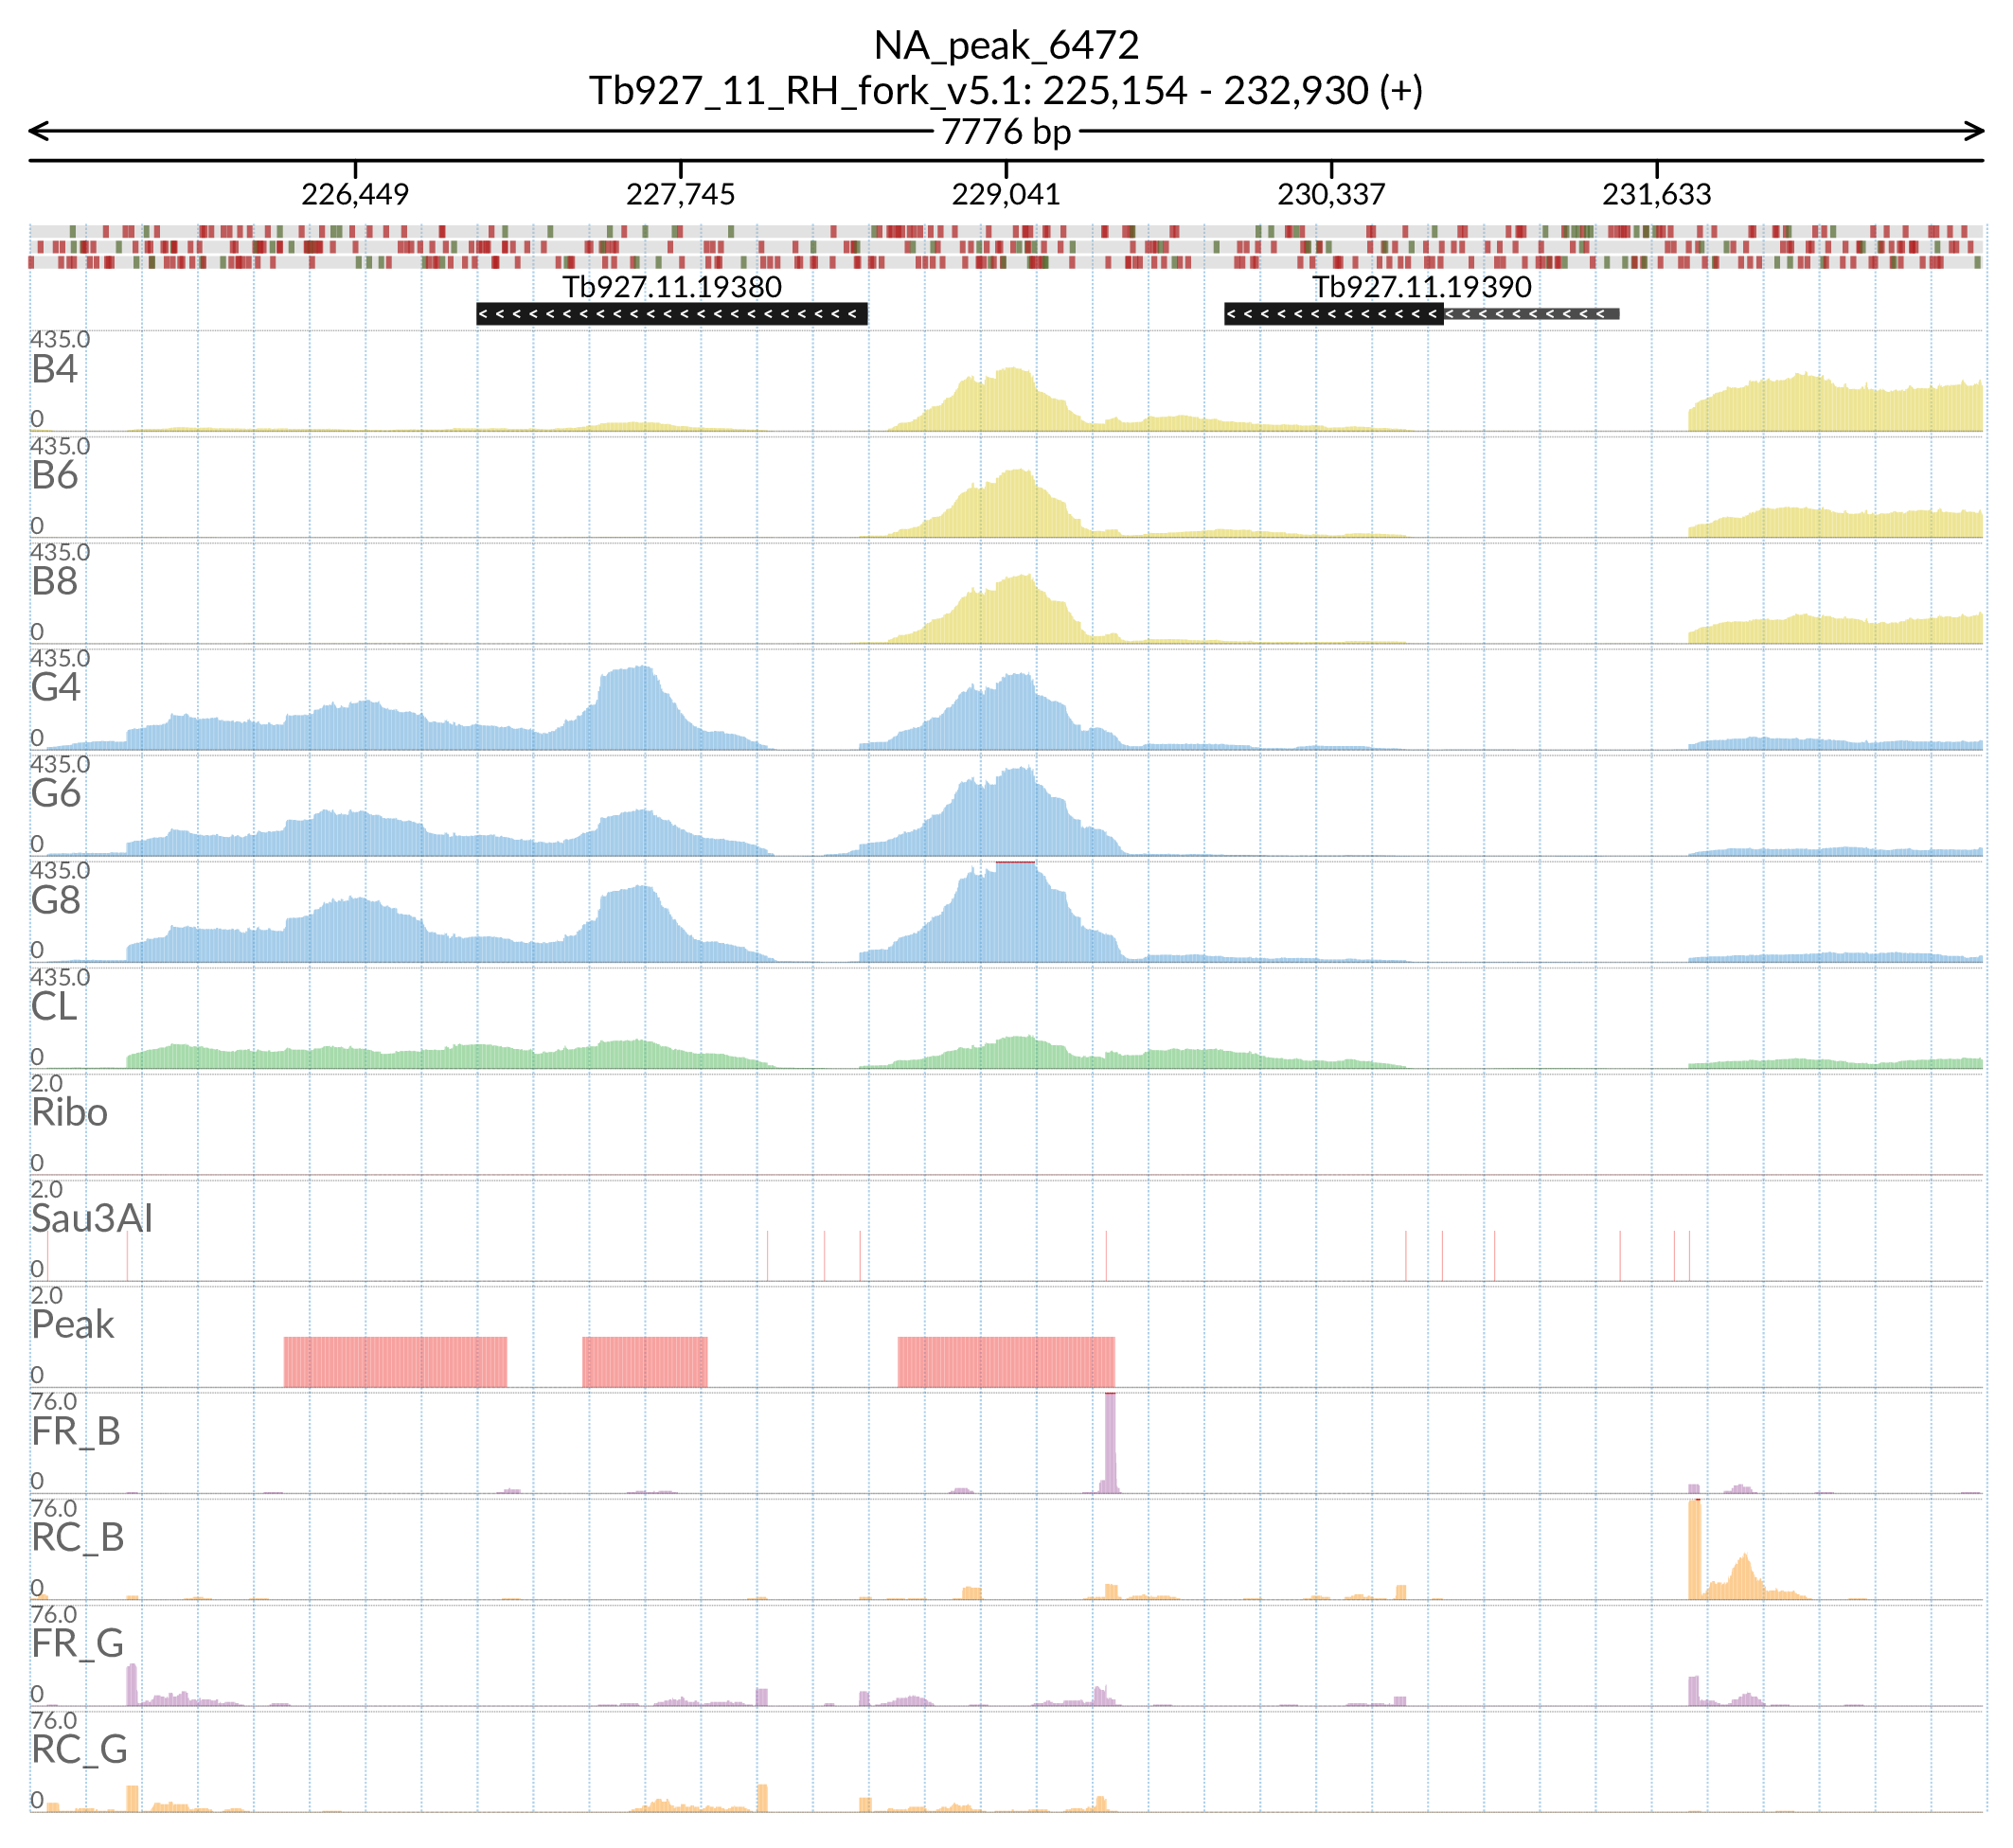 NA_peak_6472
Tb927_11_RH_fork_v5.1: 225,154 - 232,930 (+)
7776 bp
226,449 227,745 229,041 230,337 231,633
Tb927.11.19380 Tb927.11.19390
435.0
B4
0
435.0
B6
0
435.0
B8
0
435.0
G4
0
435.0
G6
0
435.0
G8
0
435.0
CL
0
2.0
Ribo
0
2.0
Sau3AI
0
2.0
Peak
0
76.0
FR_B
0
76.0
RC_B
0
76.0
FR_G
0
76.0
RC_G
0